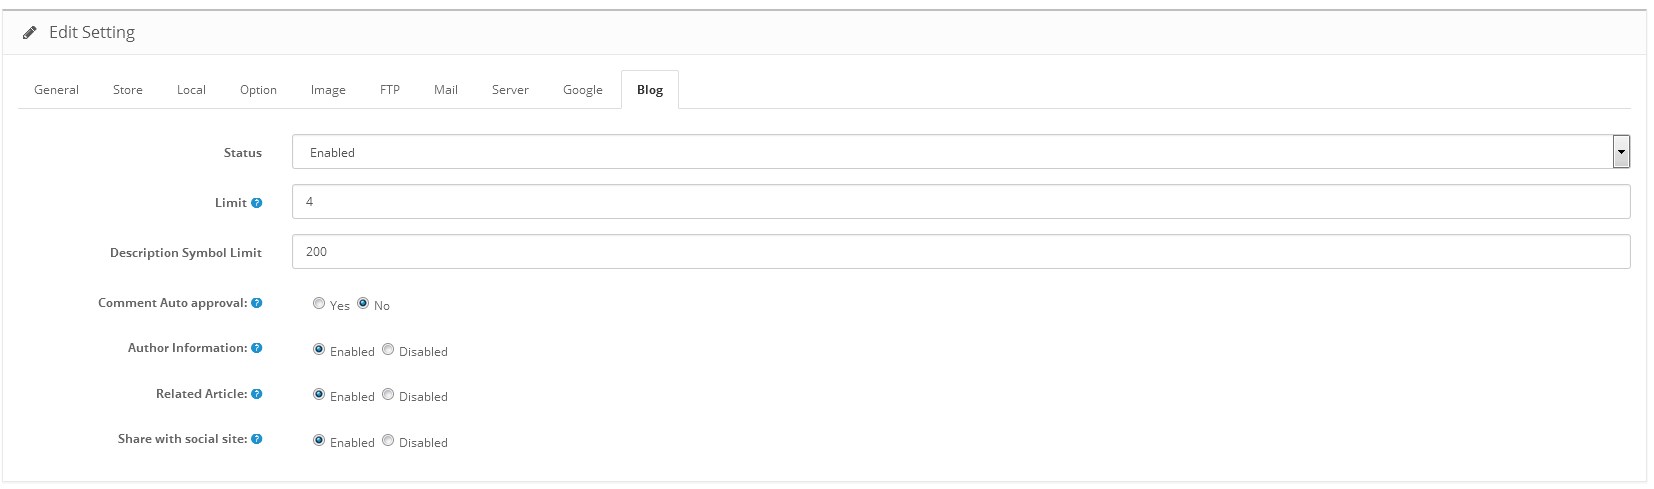 Edit Setting
General Store Local Option Image FTP Mail Server Google Blog
Status Enabled
Limit ? 4
Description Symbol Limit 200
Comment Auto approval: ? Yes No
Author Information: ? Enabled Disabled
Related Article: ? Enabled Disabled
Share with social site: ? Enabled Disabled